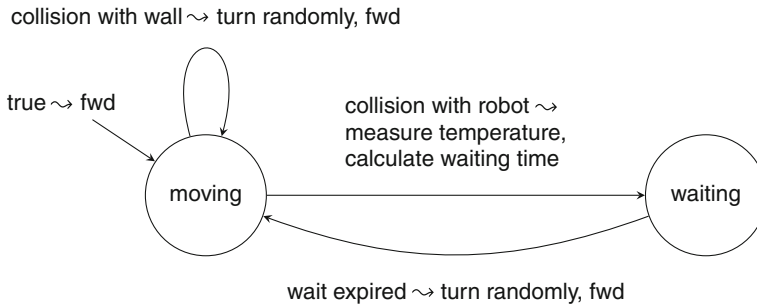 collision with wall ⤳ turn randomly, fwd
true ⤳ fwd
collision with robot ⤳
measure temperature,
calculate waiting time
moving
waiting
wait expired ⤳ turn randomly, fwd